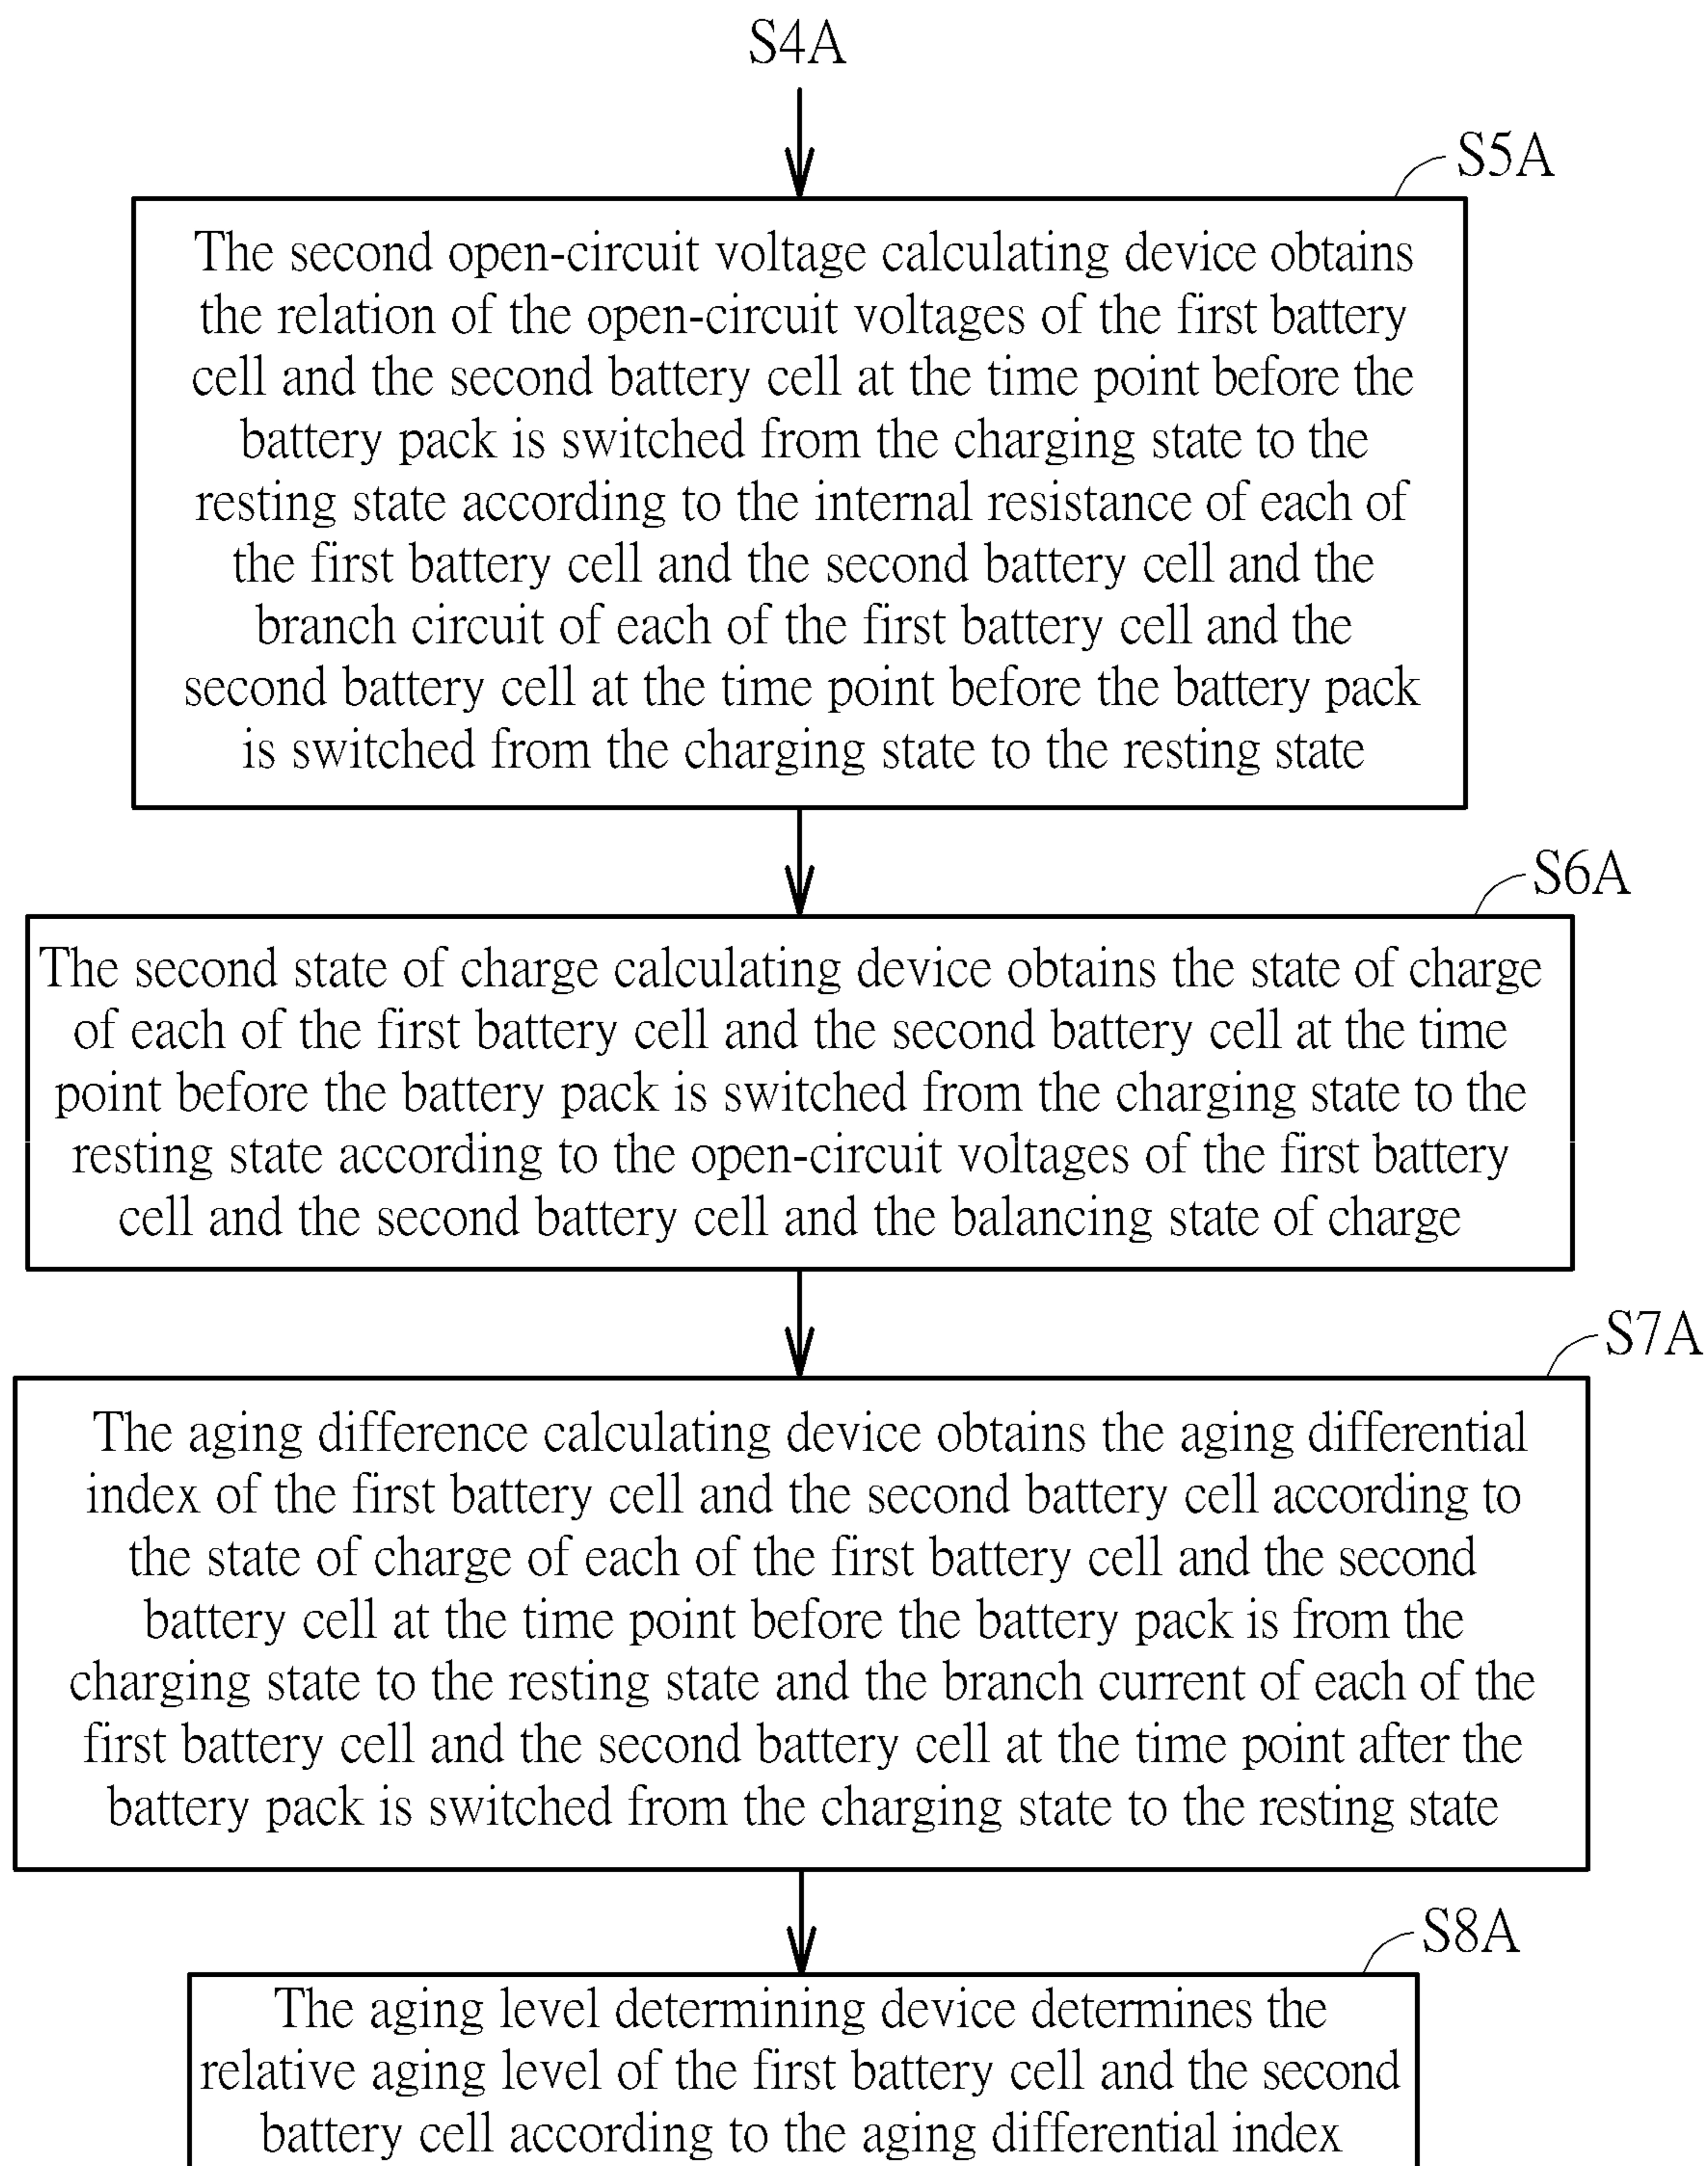 S4A
S5A
The second open-circuit voltage calculating device obtains
the relation of the open-circuit voltages of the first battery
cell and the second battery cell at the time point before the
battery pack is switched from the charging state to the
resting state according to the internal resistance of each of
the first battery cell and the second battery cell and the
branch circuit of each of the first battery cell and the
second battery cell at the time point before the battery pack
is switched from the charging state to the resting state
S6A
The second state of charge calculating device obtains the state of charge
of each of the first battery cell and the second battery cell at the time
point before the battery pack is switched from the charging state to the
resting state according to the open-circuit voltages of the first battery
cell and the second battery cell and the balancing state of charge
S7A
The aging difference calculating device obtains the aging differential
index of the first battery cell and the second battery cell according to
the state of charge of each of the first battery cell and the second
battery cell at the time point before the battery pack is from the
charging state to the resting state and the branch current of each of the
first battery cell and the second battery cell at the time point after the
battery pack is switched from the charging state to the resting state
S8A
The aging level determining device determines the
relative aging level of the first battery cell and the second
battery cell according to the aging differential index